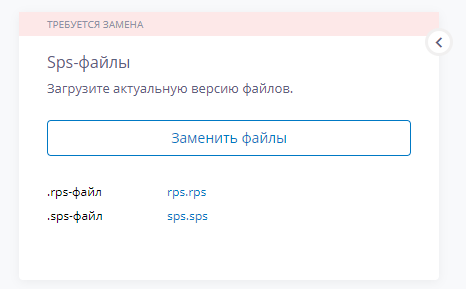 ТРЕБУЕТСЯ ЗАМЕНА
Sps-файлы
Загрузите актуальную версию файлов.
Заменить файлы
.rps-файл rps.rps
.sps-файл sps.sps